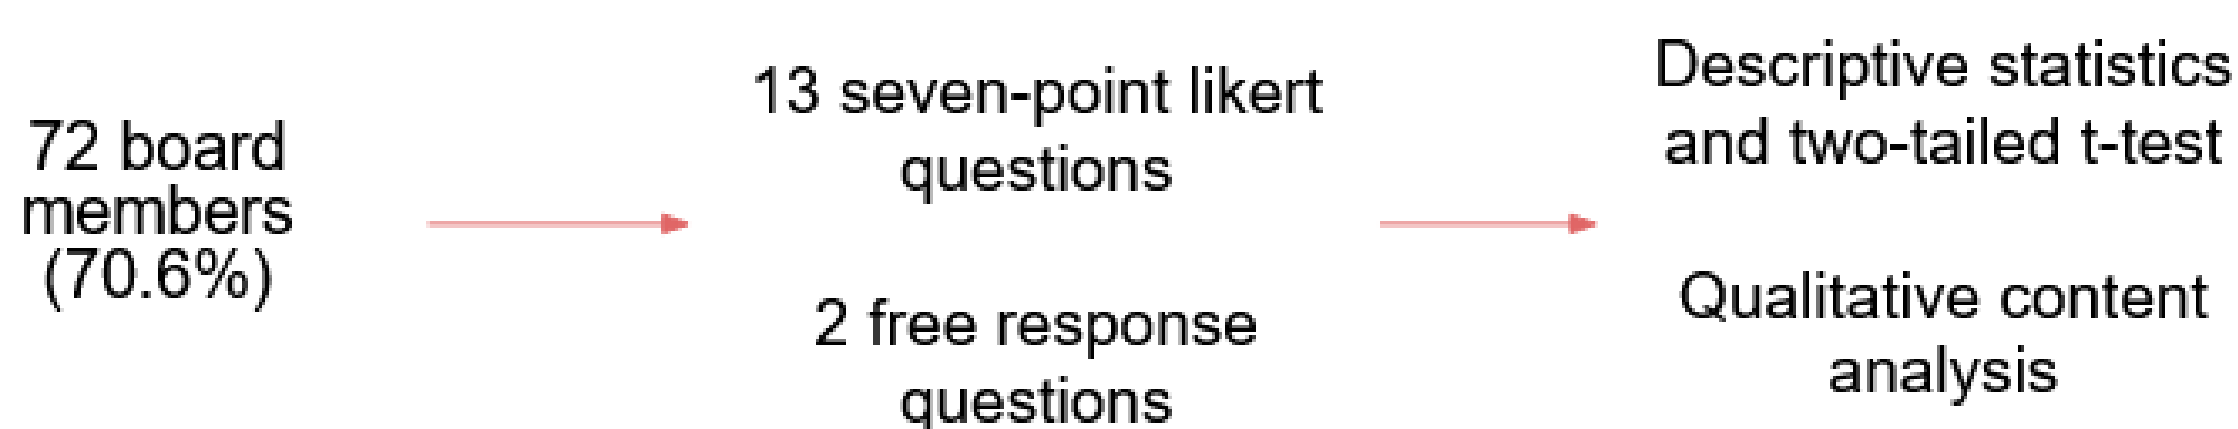 72 board
members
(70.6%)
13 seven-point likert
questions
2 free response
questions
Descriptive statistics
and two-tailed t-test
Qualitative content
analysis